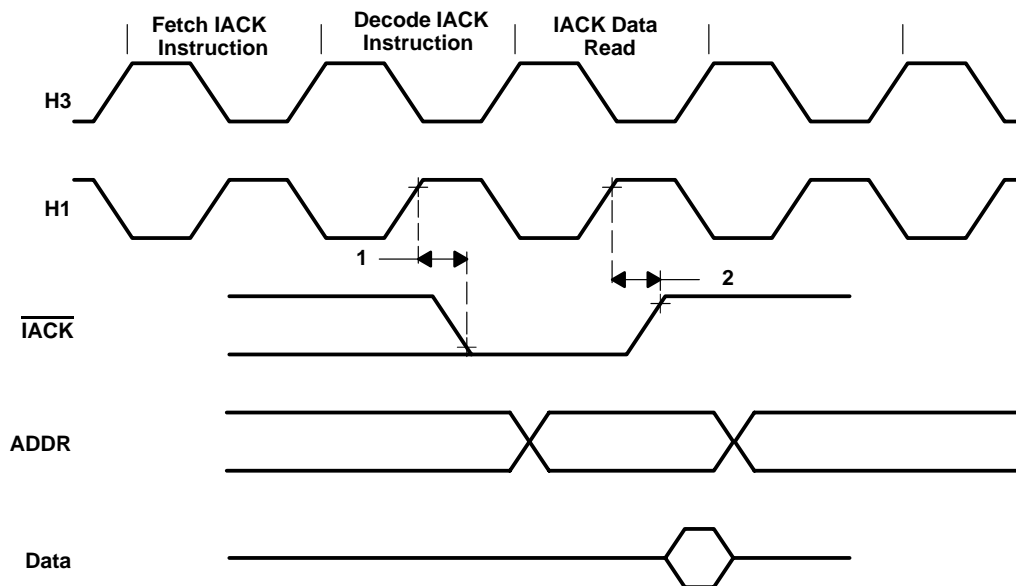 Fetch IACK
Instruction
Decode IACK
Instruction
IACK Data
Read
H3
H1
1
2
IACK
ADDR
Data